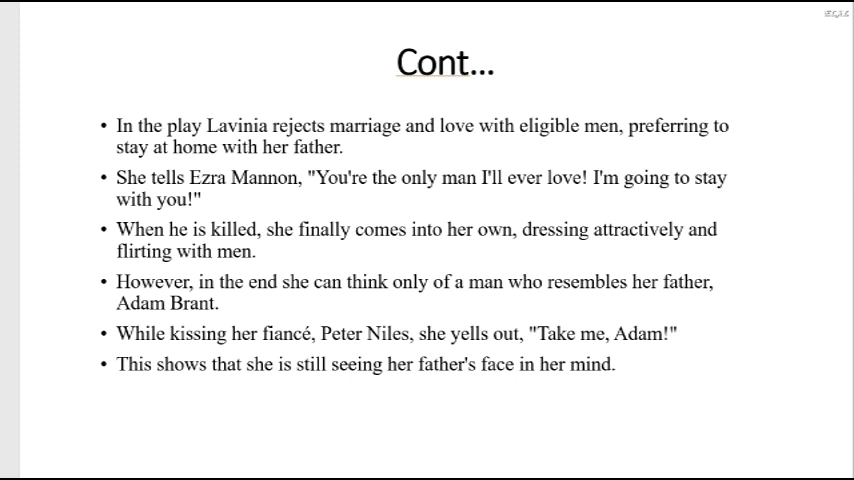 Cont...
• In the play Lavinia rejects marriage and love with eligible men, preferring to
stay at home with her father.
• She tells Ezra Mannon, "You're the only man I'll ever love! I'm going to stay
with you!"
• When he is killed, she finally comes into her own, dressing attractively and
flirting with men.
• However, in the end she can think only of a man who resembles her father,
Adam Brant.
• While kissing her fiancé, Peter Niles, she yells out, "Take me, Adam!"
• This shows that she is still seeing her father's face in her mind.